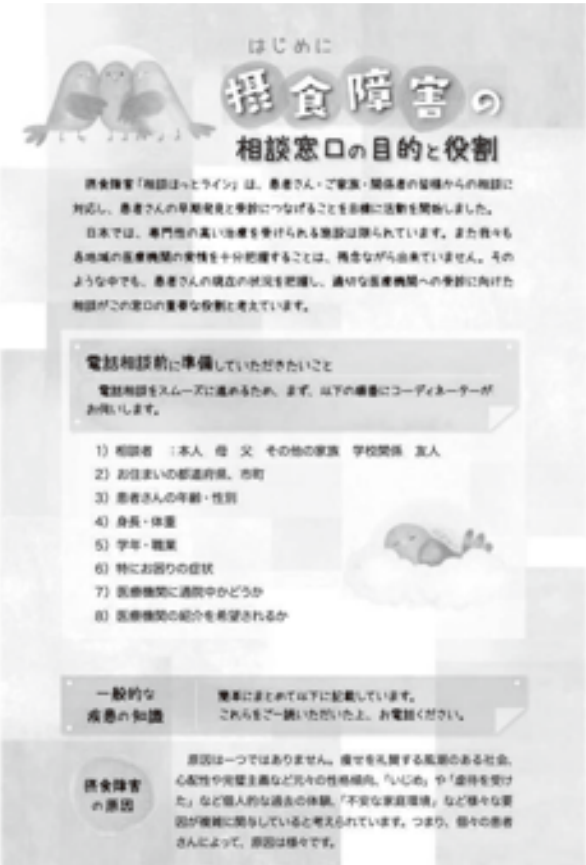 はじめに
摂食障害の
相談窓口の目的と役割
摂食障害「相談ほっとライン」は、患者さん・ご家族・関係者の皆様からの相談に
対応し、患者さんの早期発見と受診につなげることを目標に活動を開始しました。
日本では、専門性の高い治療を受けられる施設は限られています。また我々も
各地域の医療機関の実情を十分把握することは、残念ながら出来ていません。その
ような中でも、患者さんの現在の状況を把握し、適切な医療機関への受診に向けた
相談がこの窓口の重要な役割と考えています。
電話相談前に準備していただきたいこと
電話相談をスムーズに進めるため、まず、以下の順番にコーディネーターが
お伺いします。
1）相談者 ：本人 母 父 その他の家族 学校関係 友人
2）お住まいの都道府県、市町
3）患者さんの年齢・性別
4）身長・体重
5）学年・職業
6）特にお困りの症状
7）医療機関に通院中かどうか
8）医療機関の紹介を希望されるか
一般的な
疾患の知識
簡単にまとめて以下に記載しています。
これらをご一読いただいた上、お電話ください。
摂食障害
の原因
原因は一つではありません。痩せを礼賛する風潮のある社会、
心配性や完璧主義など元々の性格傾向、「いじめ」や「虐待を受け
た」など個人的な過去の体験、「不安な家庭環境」など様々な要
因が複雑に関与していると考えられています。つまり、個々の患者
さんによって、原因は様々です。